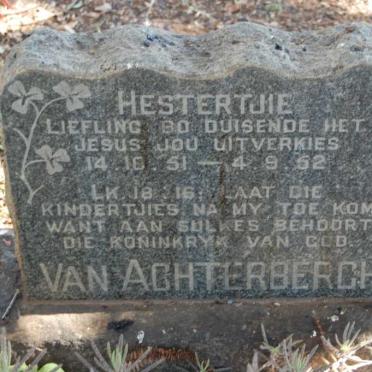 HESTERTJIE
LIEFLING BO DUISENDE HET
JESUS JOU UITVERKIES
14.10.51 – 4.9.52
LK.18.16: LAAT DIE
KINDERTJIES NA MY TOE KOM
WANT AAN SULKES BEHOORT
DIE KONINKRYK VAN GOD.
VAN ACHTERBERGH